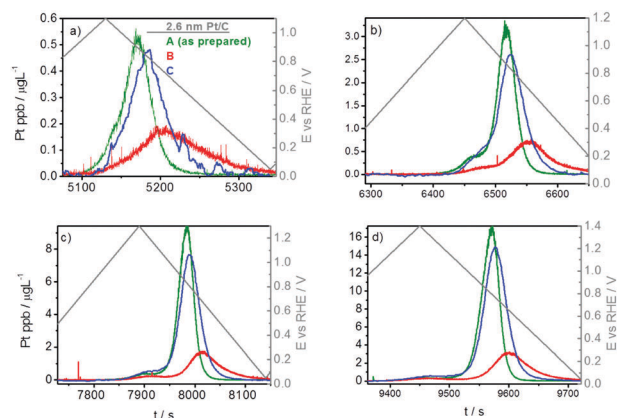 a)
2.6 nm Pt/C
A (as prepared)
B
C
Pt ppb / µgL⁻¹
0.6
0.5
0.4
0.3
0.2
0.1
0.0
5100 5200 5300
1.0
0.8
0.6
0.4
0.2
0.0
E vs RHE / V
b)
3.0
2.5
2.0
1.5
1.0
0.5
0.0
6300 6400 6500 6600
1.2
1.0
0.8
0.6
0.4
0.2
0.0
E vs RHE / V
c)
Pt ppb / µgL⁻¹
8
6
4
2
0
7800 7900 8000 8100
t / s
1.2
1.0
0.8
0.6
0.4
0.2
0.0
E vs RHE / V
d)
16
14
12
10
8
6
4
2
0
9400 9500 9600 9700
t / s
1.4
1.2
1.0
0.8
0.6
0.4
0.2
0.0
E vs RHE / V